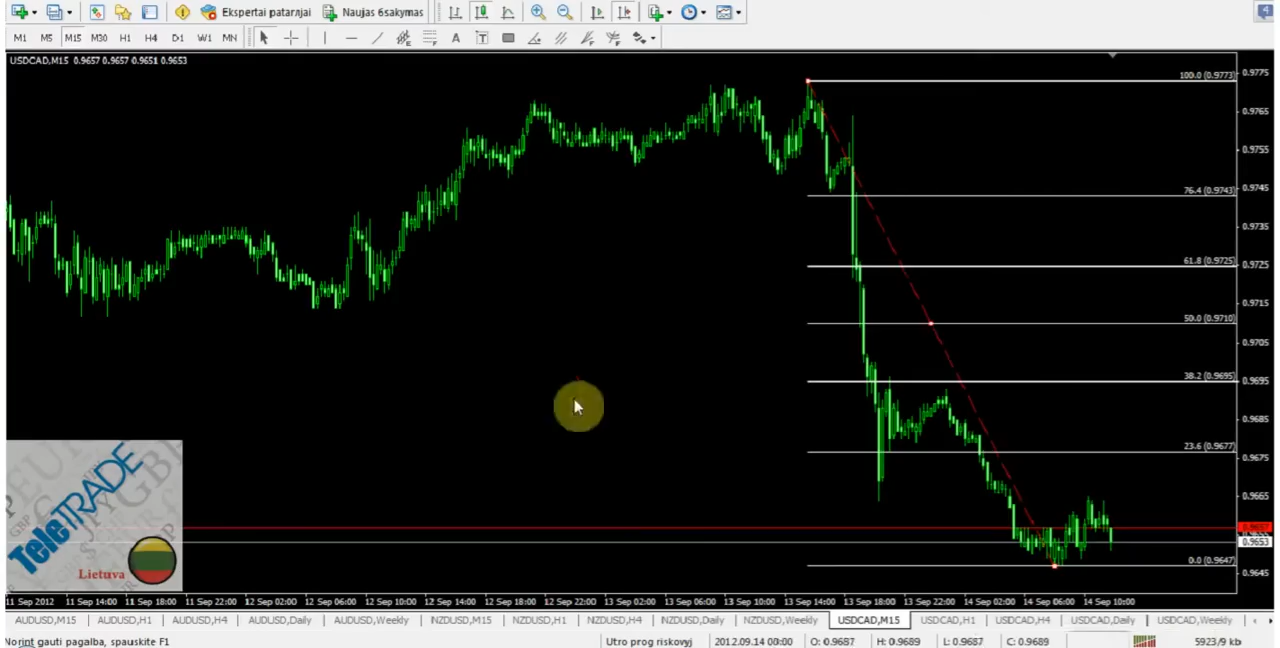 Ekspertai patarnjai Naujas 6sakymas
4
M1 M5 M15 M30 H1 H4 D1 W1 MN
A T
USDCAD,M15 0.9657 0.9657 0.9651 0.9653
100.0 (0.9773)
0.9775
0.9765
0.9755
76.4 (0.9743)
0.9745
0.9735
61.8 (0.9725)
0.9725
0.9715
50.0 (0.9710)
0.9705
38.2 (0.9695)
0.9695
0.9685
23.6 (0.9677)
0.9675
0.9665
0.9657
0.9653
0.0 (0.9647)
0.9645
TeleTRADE
Lietuva
11 Sep 2012 11 Sep 14:00 11 Sep 18:00 11 Sep 22:00 12 Sep 02:00 12 Sep 06:00 12 Sep 10:00 12 Sep 14:00 12 Sep 18:00 12 Sep 22:00 13 Sep 02:00 13 Sep 06:00 13 Sep 10:00 13 Sep 14:00 13 Sep 18:00 13 Sep 22:00 14 Sep 02:00 14 Sep 06:00 14 Sep 10:00
AUDUSD,M15 AUDUSD,H1 AUDUSD,H4 AUDUSD,Daily AUDUSD,Weekly NZDUSD,M15 NZDUSD,H1 NZDUSD,H4 NZDUSD,Daily NZDUSD,Weekly USDCAD,M15 USDCAD,H1 USDCAD,H4 USDCAD,Daily USDCAD,Weekly
Norint gauti pagalba, spauskite F1 Utro prog riskovyj 2012.09.14 00:00 O: 0.9687 H: 0.9689 L: 0.9687 C: 0.9689 5923/9 kb